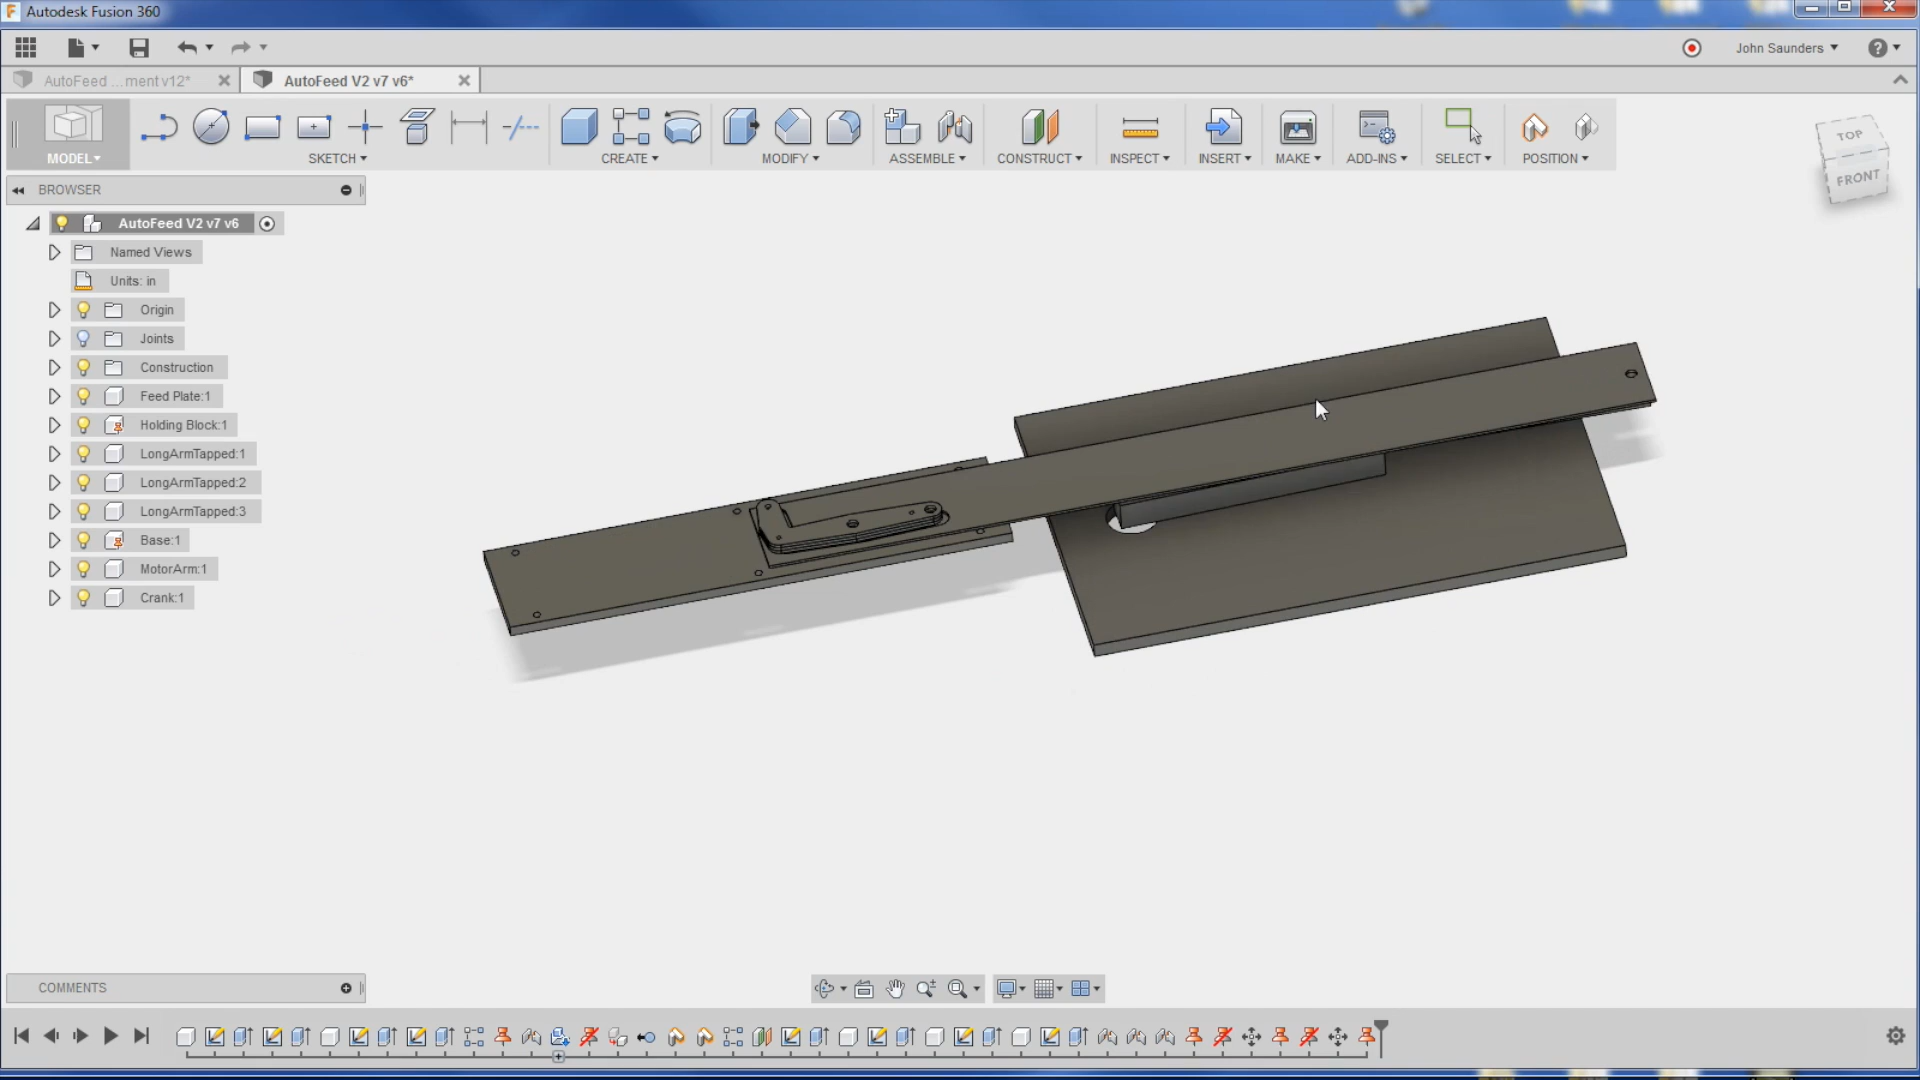 Autodesk Fusion 360
John Saunders
AutoFeed ...ment v12*
AutoFeed V2 v7 v6*
MODEL
SKETCH
CREATE
MODIFY
ASSEMBLE
CONSTRUCT
INSPECT
INSERT
MAKE
ADD-INS
SELECT
POSITION
TOP
FRONT
BROWSER
AutoFeed V2 v7 v6
Named Views
Units: in
Origin
Joints
Construction
Feed Plate:1
Holding Block:1
LongArmTapped:1
LongArmTapped:2
LongArmTapped:3
Base:1
MotorArm:1
Crank:1
COMMENTS